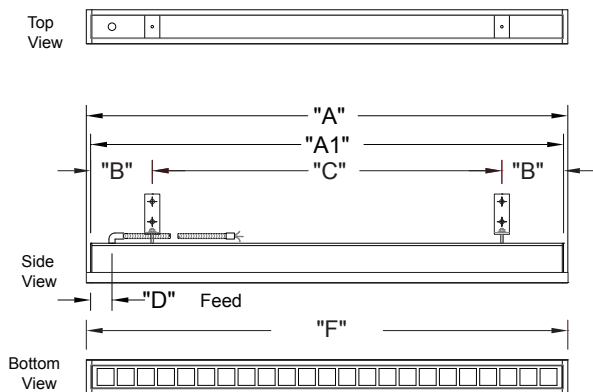 Top
View
"A"
"A1"
"B" "C" "B"
Side
View
"D" Feed
"F"
Bottom
View